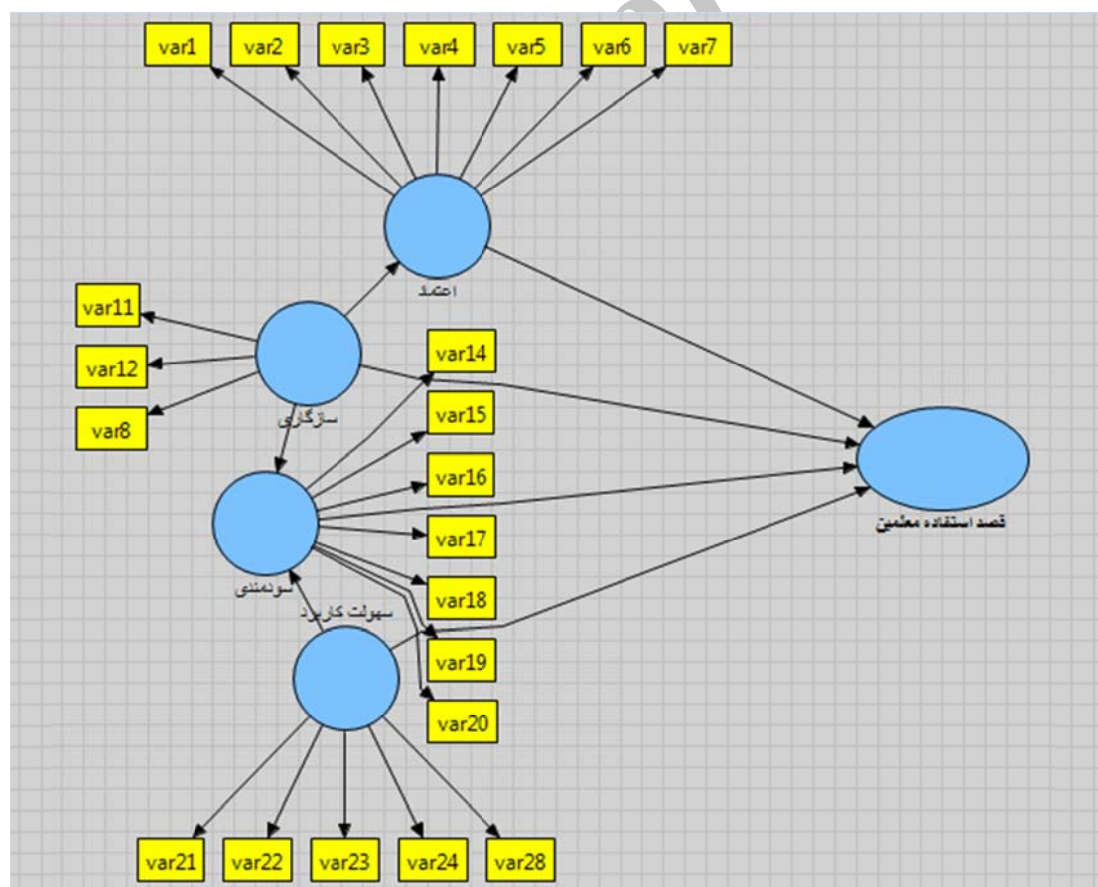 var1 var2 var3 var4 var5 var6 var7
اعتماد
var11
var12
var8
سازگاری
var14
var15
var16
var17
var18
var19
var20
سودمندی
سهولت کاربرد
قصد استفاده معلمین
var21 var22 var23 var24 var28